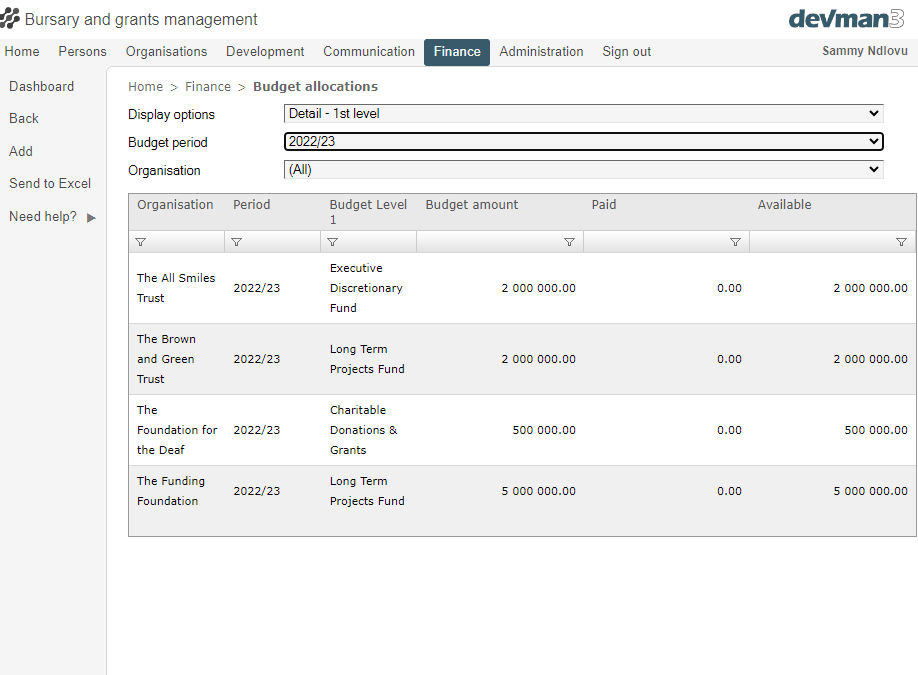 Bursary and grants management
devman3
Home Persons Organisations Development Communication Finance Administration Sign out Sammy Ndlovu
Dashboard
Back
Add
Send to Excel
Need help?
Home > Finance > Budget allocations
Display options Detail - 1st level
Budget period 2022/23
Organisation (All)
Organisation Period Budget Level 1 Budget amount Paid Available
The All Smiles Trust 2022/23 Executive Discretionary Fund 2 000 000.00 0.00 2 000 000.00
The Brown and Green Trust 2022/23 Long Term Projects Fund 2 000 000.00 0.00 2 000 000.00
The Foundation for the Deaf 2022/23 Charitable Donations & Grants 500 000.00 0.00 500 000.00
The Funding Foundation 2022/23 Long Term Projects Fund 5 000 000.00 0.00 5 000 000.00